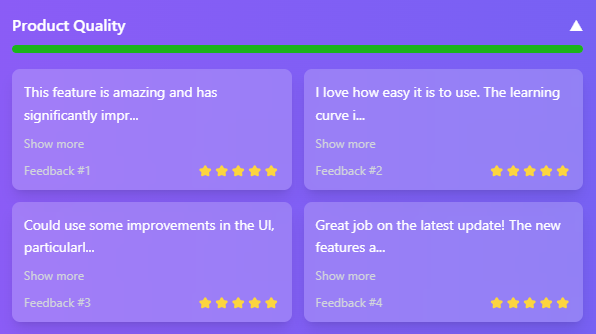 Product Quality
This feature is amazing and has
significantly impr...
Show more
Feedback #1
I love how easy it is to use. The learning
curve i...
Show more
Feedback #2
Could use some improvements in the UI,
particularl...
Show more
Feedback #3
Great job on the latest update! The new
features a...
Show more
Feedback #4